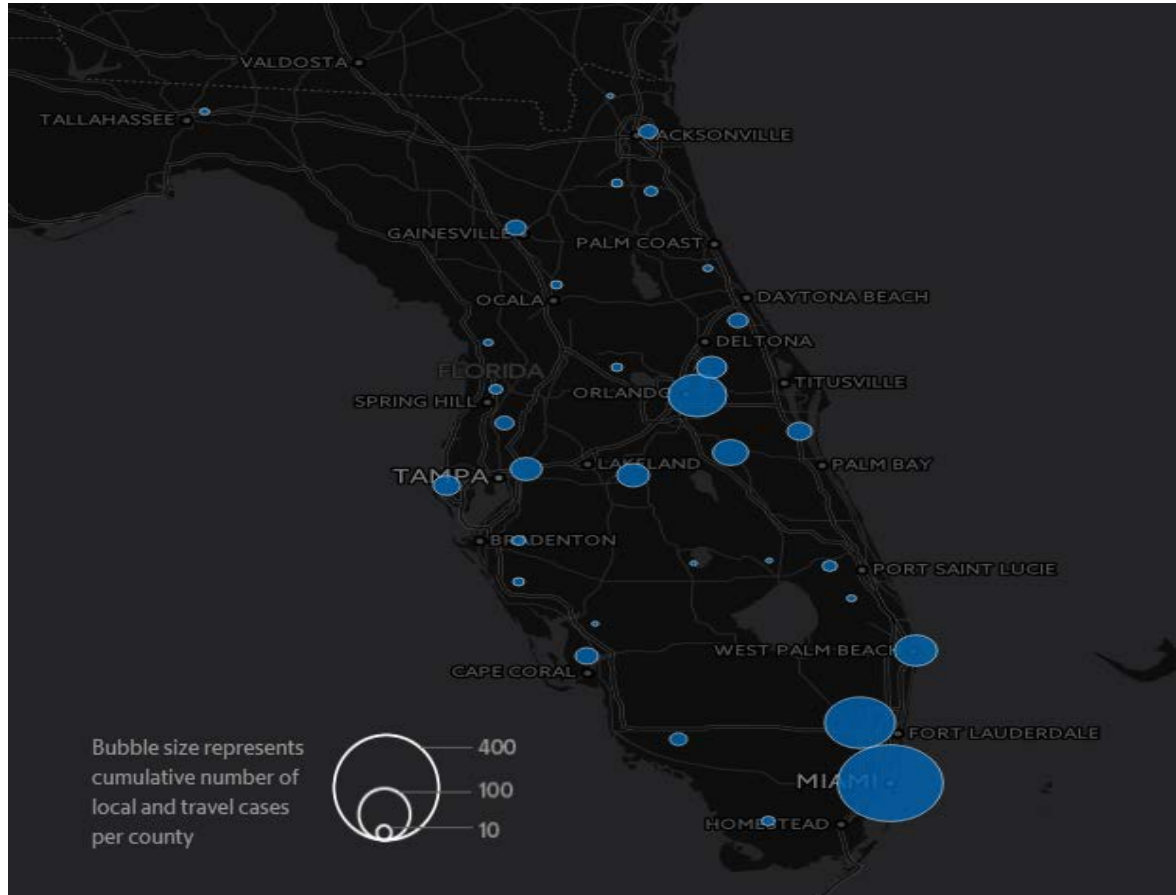 VALDOSTA
TALLAHASSEE
JACKSONVILLE
GAINESVILLE
PALM COAST
OCALA
DAYTONA BEACH
DELTONA
FLORIDA
TITUSVILLE
ORLANDO
SPRING HILL
LAKELAND
PALM BAY
TAMPA
BRADENTON
PORT SAINT LUCIE
WEST PALM BEACH
CAPE CORAL
FORT LAUDERDALE
MIAMI
HOMESTEAD
Bubble size represents
cumulative number of
local and travel cases
per county
400
100
10